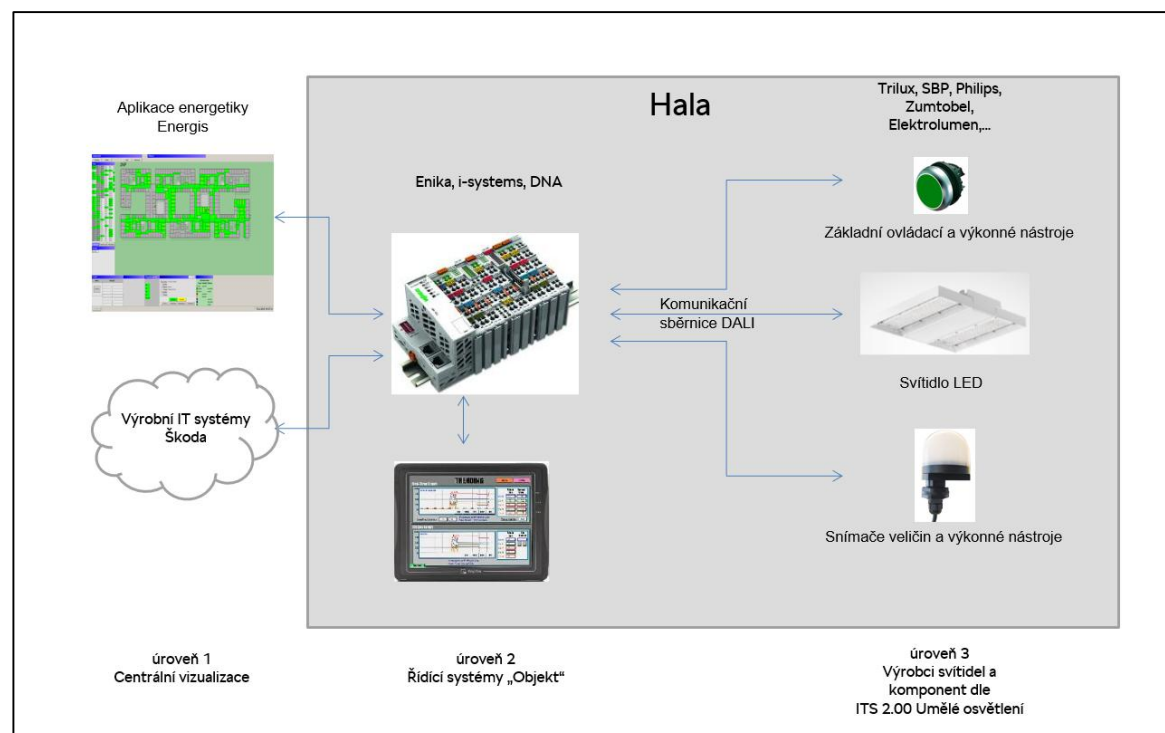 Hala
Aplikace energetiky
Energis
Enika, i-systems, DNA
Trilux, SBP, Philips,
Zumtobel,
Elektrolumen,...
Základní ovládací a výkonné nástroje
Komunikační
sběrnice DALI
Svítidlo LED
Výrobní IT systémy
Škoda
TRENDING
Snímače veličin a výkonné nástroje
úroveň 1
Centrální vizualizace
úroveň 2
Řídící systémy „Objekt“
úroveň 3
Výrobci svítidel a
komponent dle
ITS 2.00 Umělé osvětlení